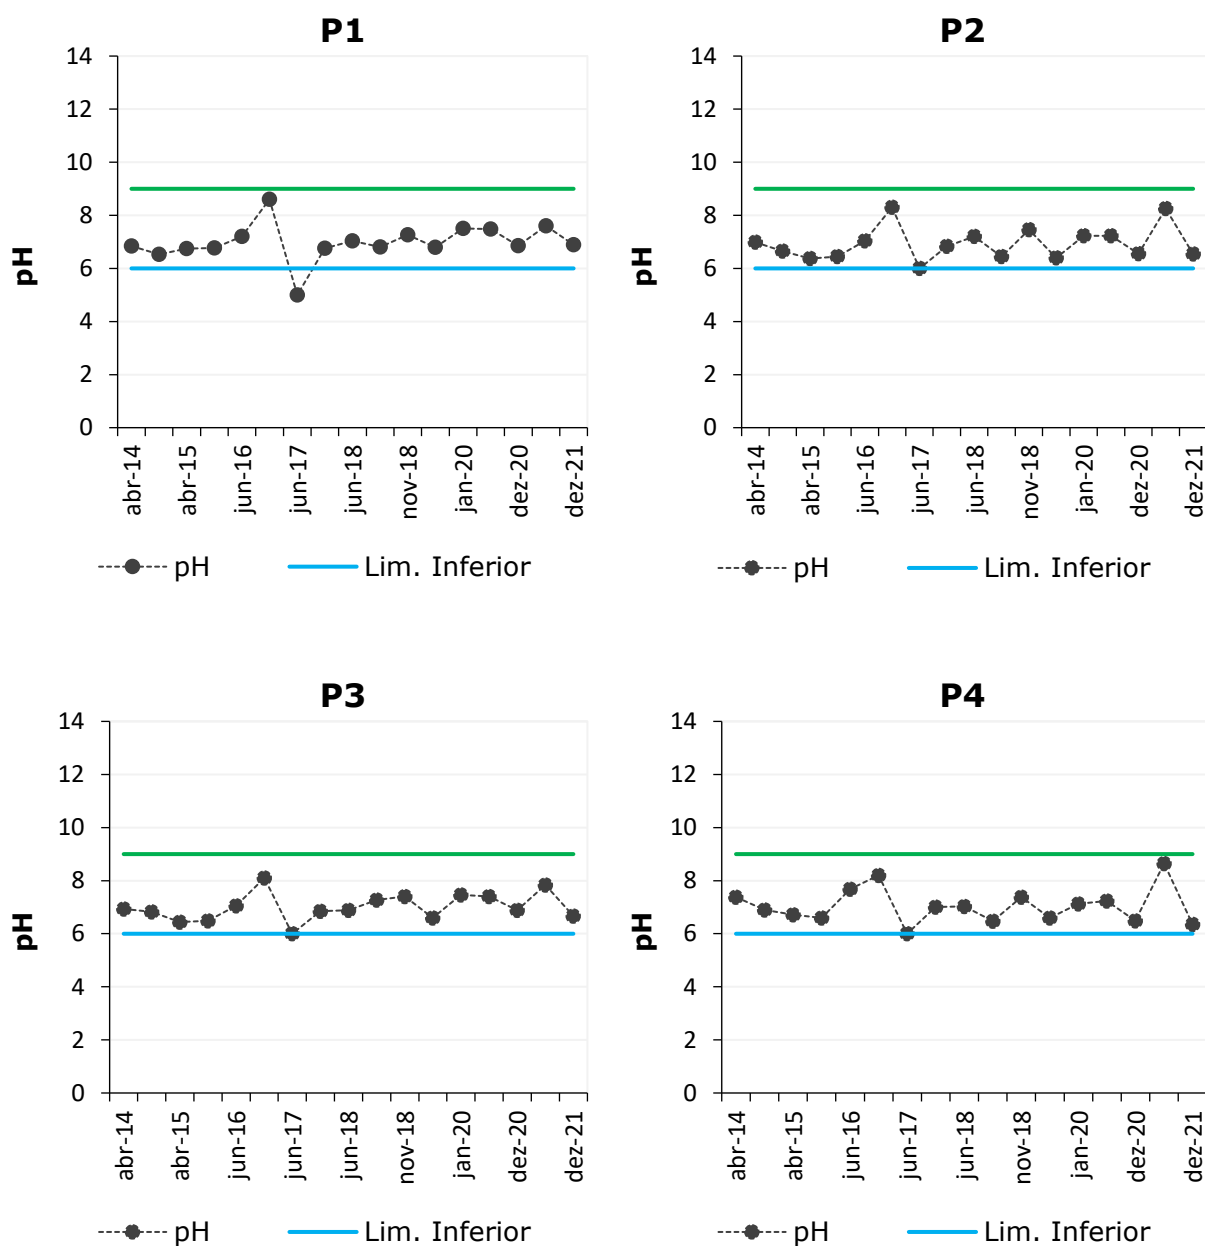 P1
14
12
10
8
6
4
2
0
pH
abr-14
abr-15
jun-16
jun-17
jun-18
nov-18
jan-20
dez-20
dez-21
pH
Lim. Inferior
P2
14
12
10
8
6
4
2
0
pH
abr-14
abr-15
jun-16
jun-17
jun-18
nov-18
jan-20
dez-20
dez-21
pH
Lim. Inferior
P3
14
12
10
8
6
4
2
0
pH
abr-14
abr-15
jun-16
jun-17
jun-18
nov-18
jan-20
dez-20
dez-21
pH
Lim. Inferior
P4
14
12
10
8
6
4
2
0
pH
abr-14
abr-15
jun-16
jun-17
jun-18
nov-18
jan-20
dez-20
dez-21
pH
Lim. Inferior